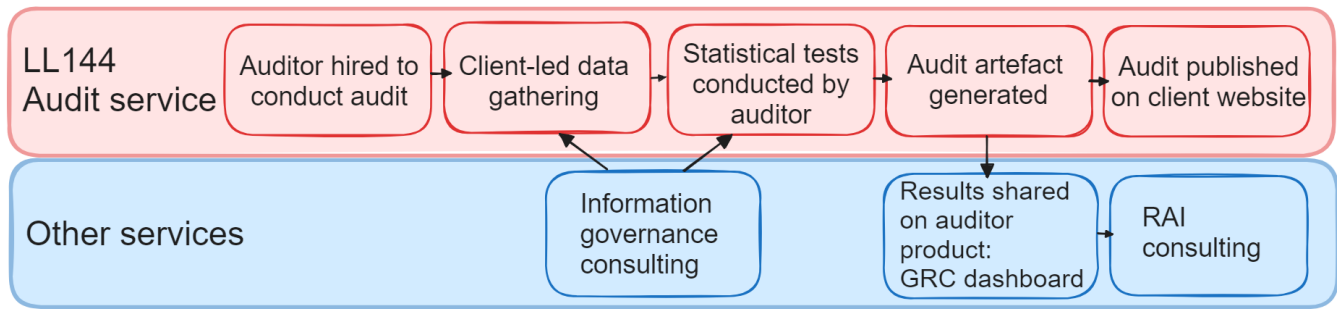 LL144
Audit service
Auditor hired to
conduct audit
Client-led data
gathering
Statistical tests
conducted by
auditor
Audit artefact
generated
Audit published
on client website
Other services
Information
governance
consulting
Results shared
on auditor
product:
GRC dashboard
RAI
consulting